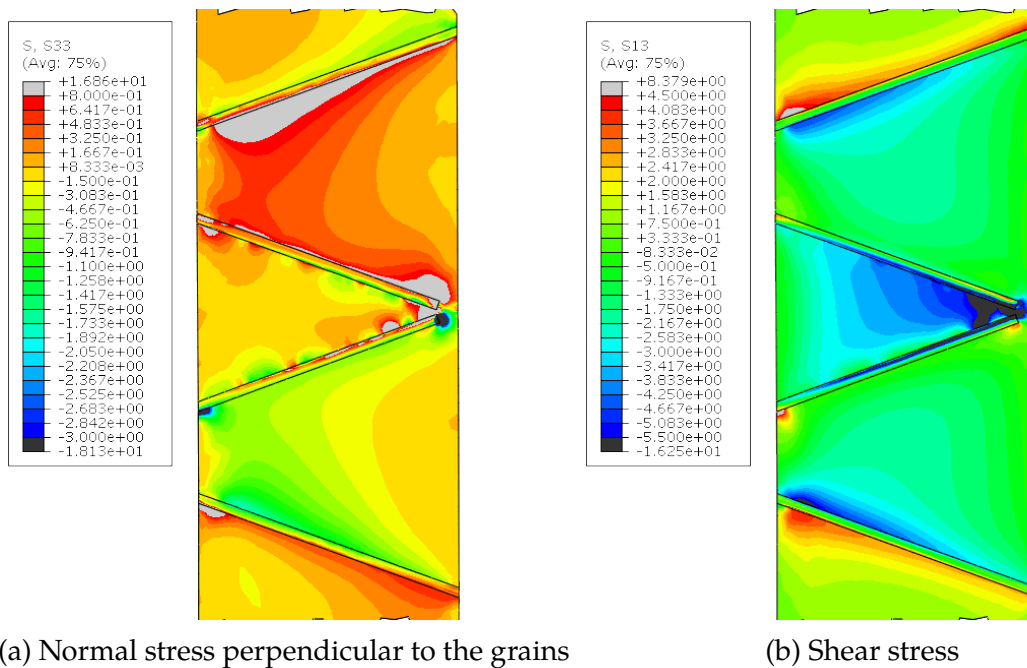 S, S33
(Avg: 75%)
+1.686e+01
+8.000e-01
+6.417e-01
+4.833e-01
+3.250e-01
+1.667e-01
+8.333e-03
-1.500e-01
-3.083e-01
-4.667e-01
-6.250e-01
-7.833e-01
-9.417e-01
-1.100e+00
-1.258e+00
-1.417e+00
-1.575e+00
-1.733e+00
-1.892e+00
-2.050e+00
-2.208e+00
-2.367e+00
-2.525e+00
-2.683e+00
-2.842e+00
-3.000e+00
-1.813e+01
S, S13
(Avg: 75%)
+8.379e+00
+4.500e+00
+4.083e+00
+3.667e+00
+3.250e+00
+2.833e+00
+2.417e+00
+2.000e+00
+1.583e+00
+1.167e+00
+7.500e-01
+3.333e-01
-8.333e-02
-5.000e-01
-9.167e-01
-1.333e+00
-1.750e+00
-2.167e+00
-2.583e+00
-3.000e+00
-3.417e+00
-3.833e+00
-4.250e+00
-4.667e+00
-5.083e+00
-5.500e+00
-1.625e+01
(a) Normal stress perpendicular to the grains
(b) Shear stress